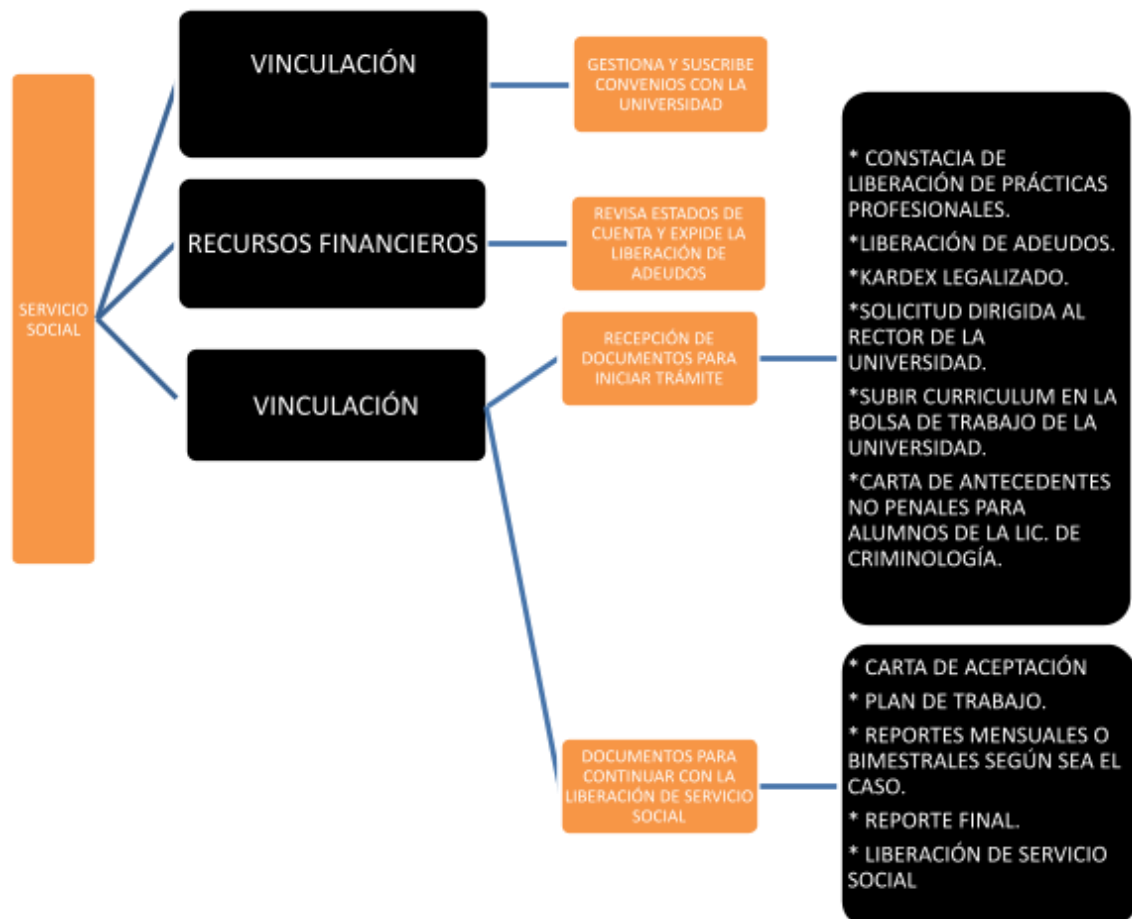 SERVICIO
SOCIAL
VINCULACIÓN
GESTIONA Y SUSCRIBE
CONVENIOS CON LA
UNIVERSIDAD
RECURSOS FINANCIEROS
REVISA ESTADOS DE
CUENTA Y EXPIDE LA
LIBERACIÓN DE
ADEUDOS
VINCULACIÓN
RECEPCIÓN DE
DOCUMENTOS PARA
INICIAR TRÁMITE
* CONSTACIA DE
LIBERACIÓN DE PRÁCTICAS
PROFESIONALES.
*LIBERACIÓN DE ADEUDOS.
*KARDEX LEGALIZADO.
*SOLICITUD DIRIGIDA AL
RECTOR DE LA
UNIVERSIDAD.
*SUBIR CURRICULUM EN LA
BOLSA DE TRABAJO DE LA
UNIVERSIDAD.
*CARTA DE ANTECEDENTES
NO PENALES PARA
ALUMNOS DE LA LIC. DE
CRIMINOLOGÍA.
DOCUMENTOS PARA
CONTINUAR CON LA
LIBERACIÓN DE SERVICIO
SOCIAL
* CARTA DE ACEPTACIÓN
* PLAN DE TRABAJO.
* REPORTES MENSUALES O
BIMESTRALES SEGÚN SEA EL
CASO.
* REPORTE FINAL.
* LIBERACIÓN DE SERVICIO
SOCIAL